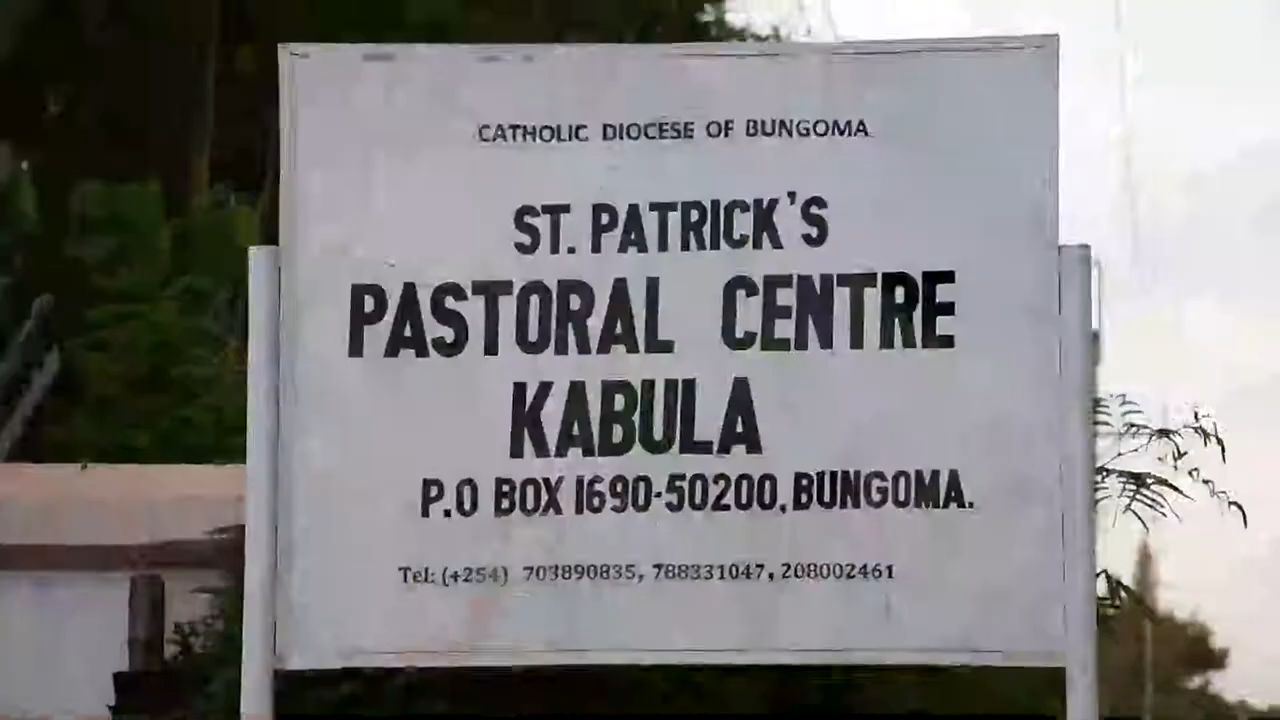 CATHOLIC DIOCESE OF BUNGOMA
ST. PATRICK'S
PASTORAL CENTRE
KABULA
P.O BOX 1690-50200, BUNGOMA.
Tel: (+254) 703890835, 788331047, 208002461